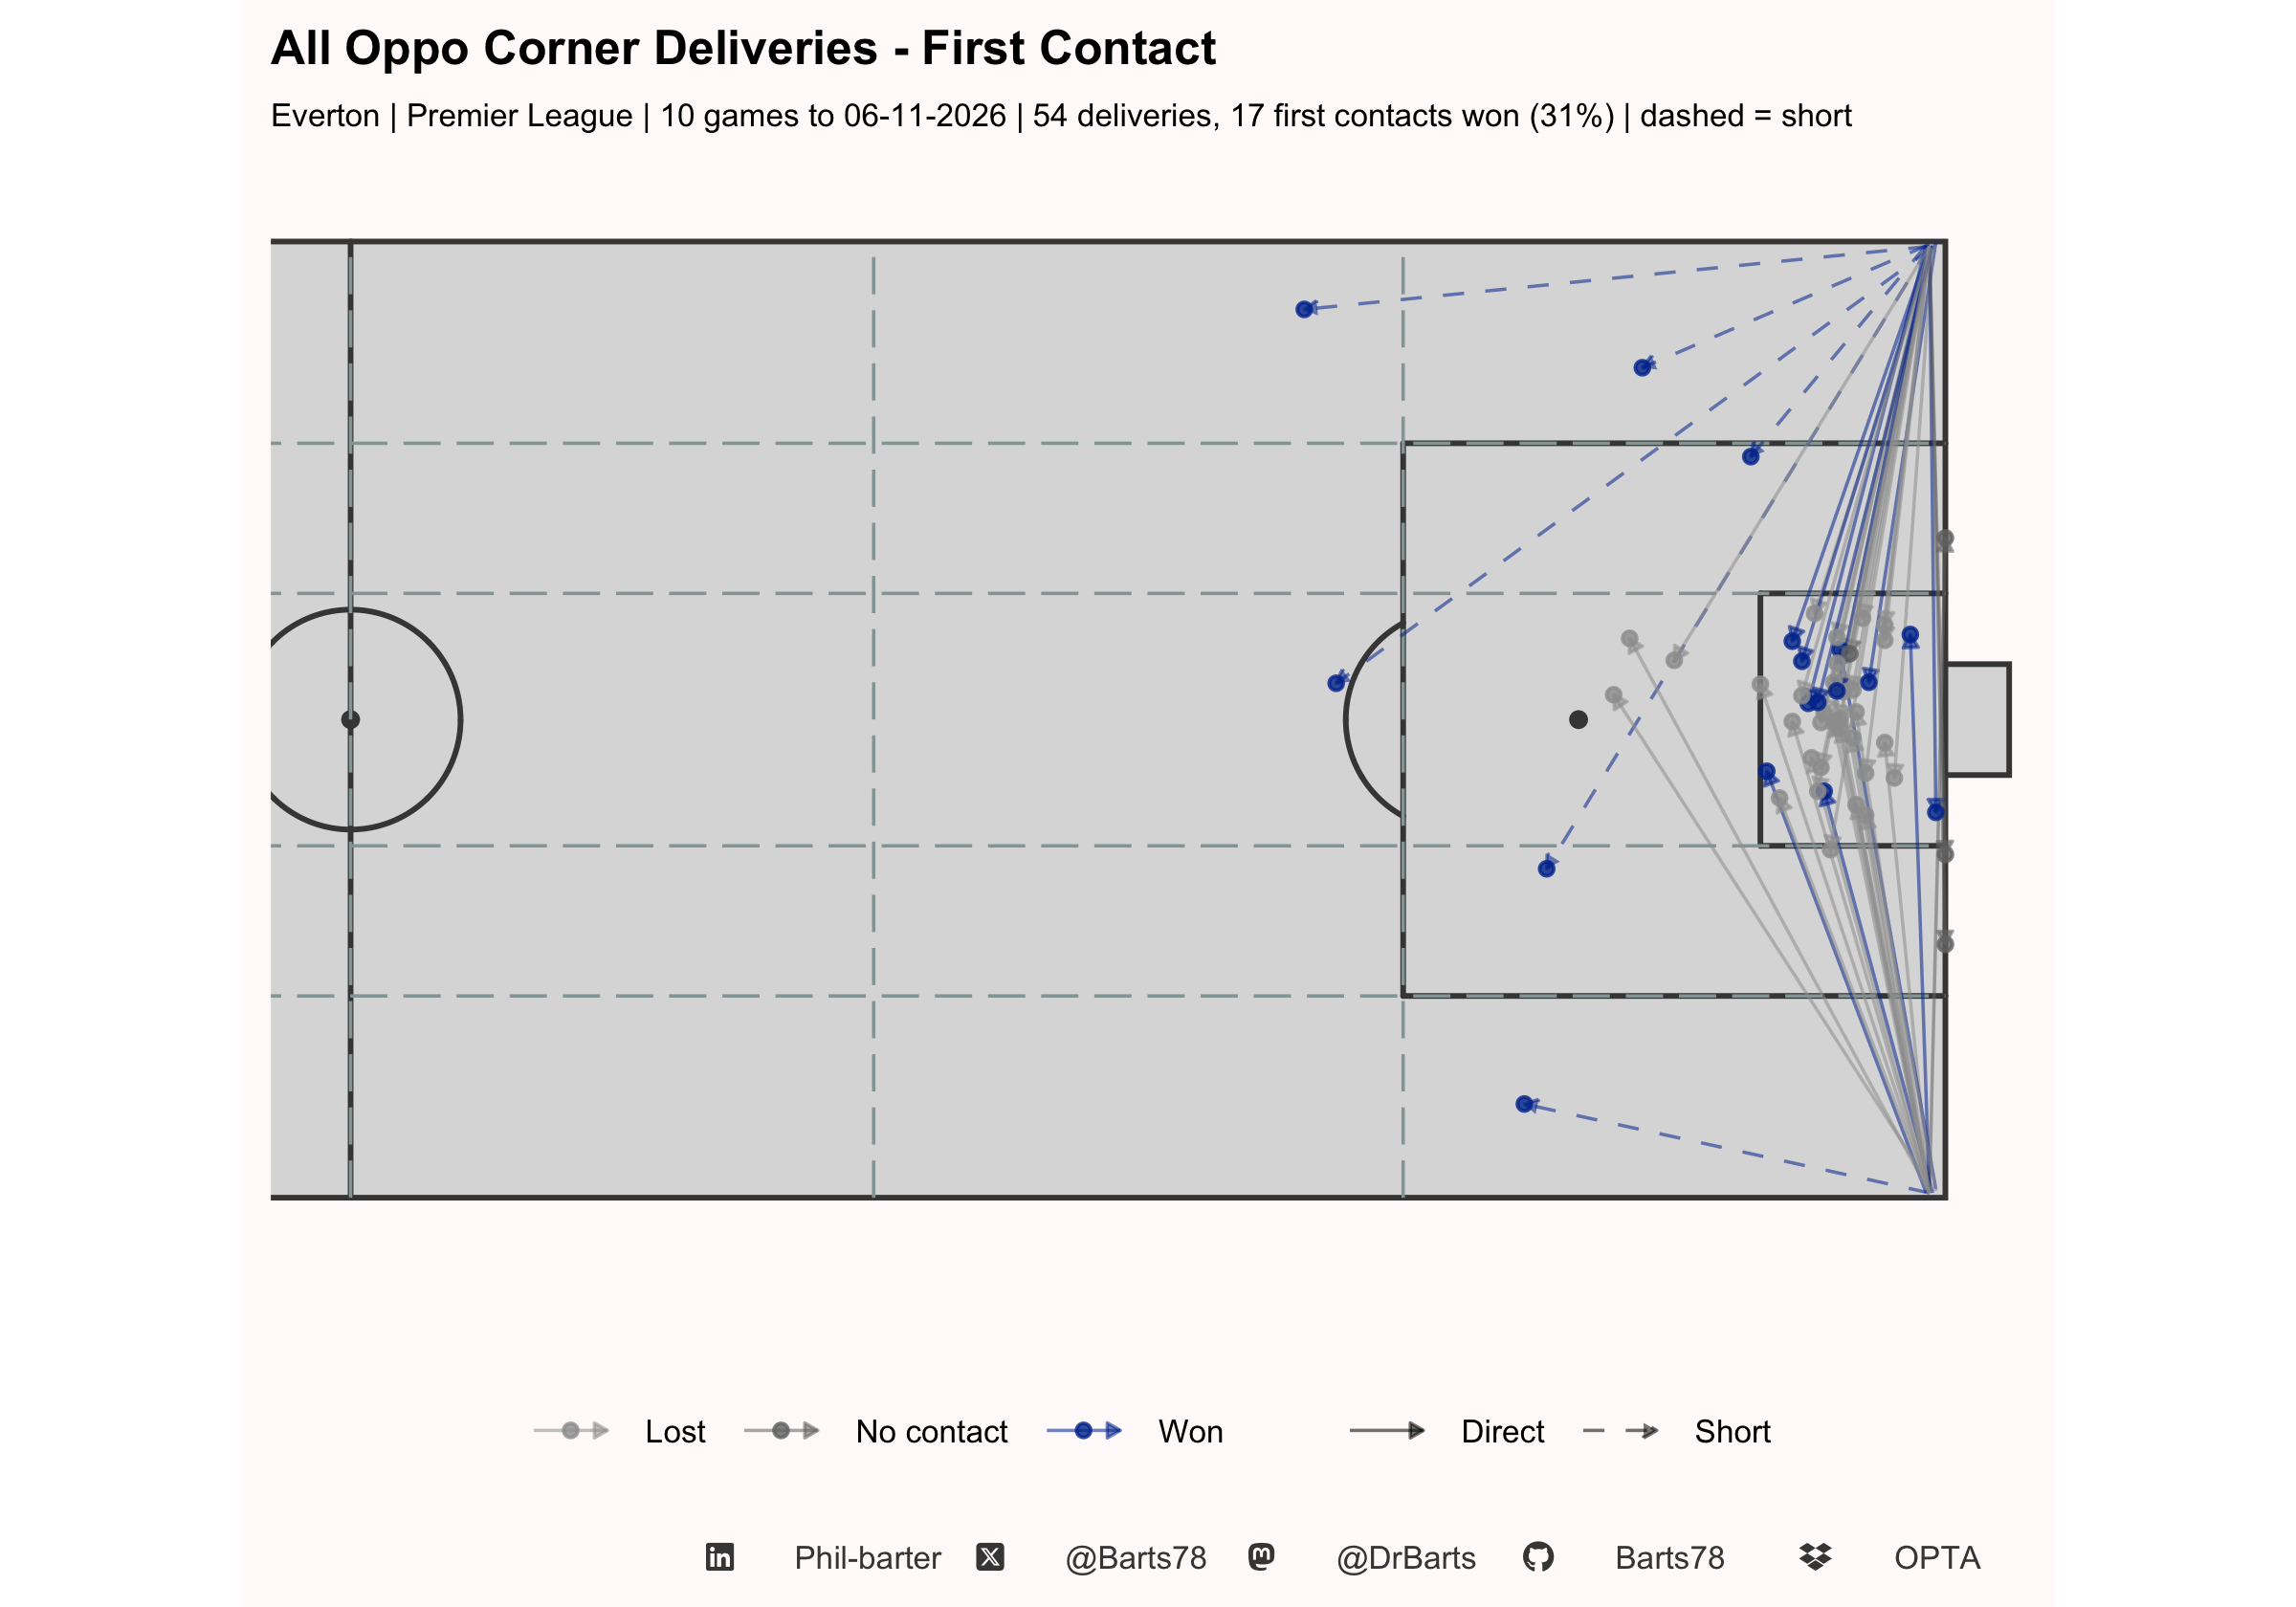 All Oppo Corner Deliveries - First Contact
Everton | Premier League | 10 games to 06-11-2026 | 54 deliveries, 17 first contacts won (31%) | dashed = short
Lost No contact Won Direct Short
Phil-barter @Barts78 @DrBarts Barts78 OPTA